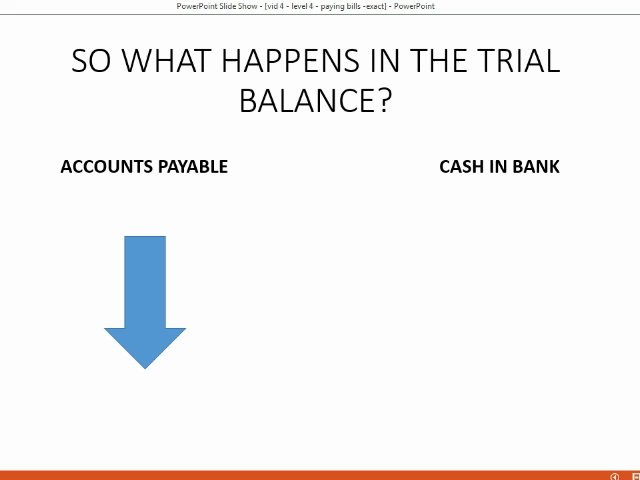 PowerPoint Slide Show - [vid 4 - level 4 - paying bills -exact] - PowerPoint
SO WHAT HAPPENS IN THE TRIAL
BALANCE?
ACCOUNTS PAYABLE
CASH IN BANK